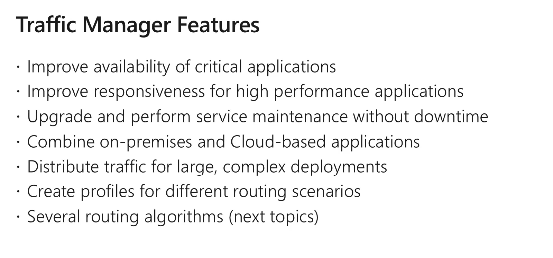 Traffic Manager Features
· Improve availability of critical applications
· Improve responsiveness for high performance applications
· Upgrade and perform service maintenance without downtime
· Combine on-premises and Cloud-based applications
· Distribute traffic for large, complex deployments
· Create profiles for different routing scenarios
· Several routing algorithms (next topics)